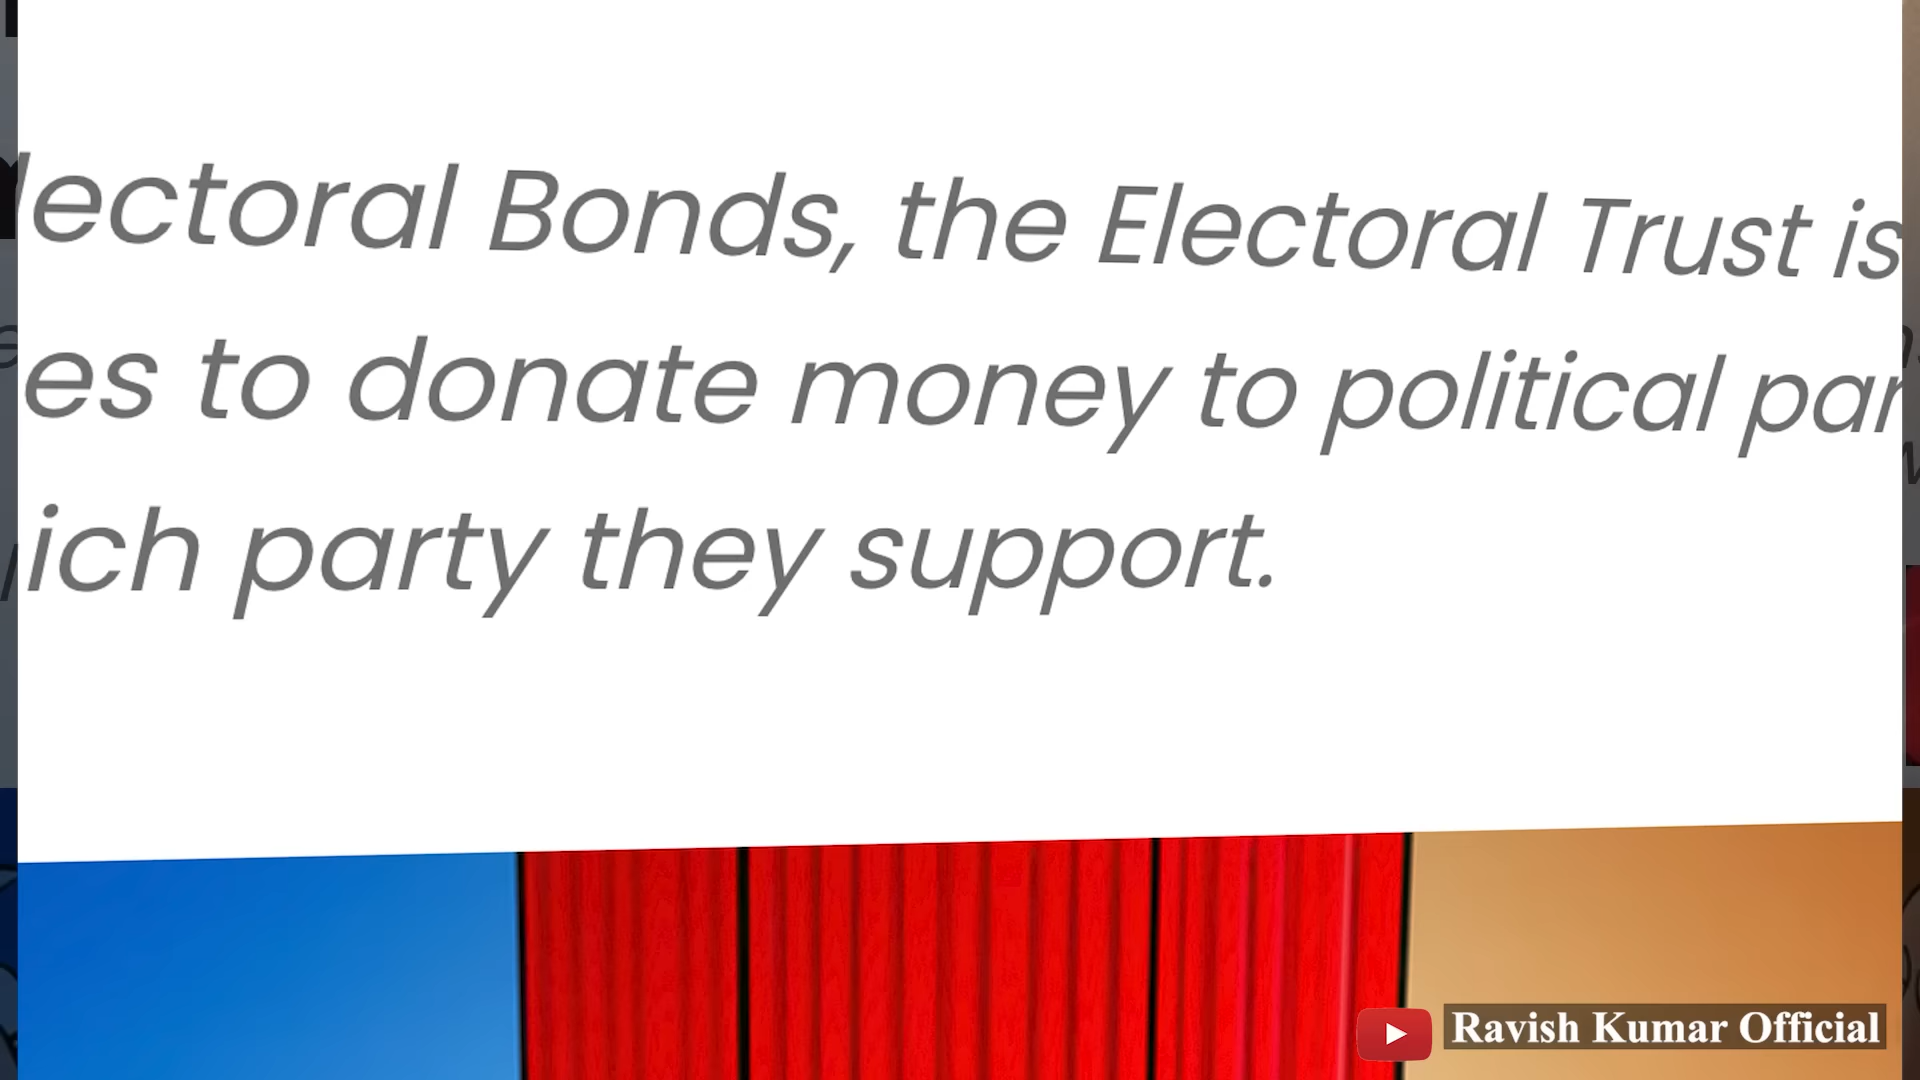 lectoral Bonds, the Electoral Trust is
es to donate money to political par
ich party they support.
Ravish Kumar Official